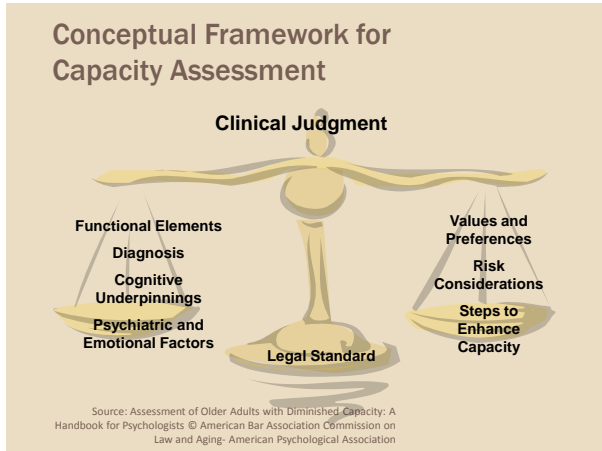 Conceptual Framework for
Capacity Assessment
Clinical Judgment
Functional Elements
Diagnosis
Cognitive
Underpinnings
Psychiatric and
Emotional Factors
Values and
Preferences
Risk
Considerations
Steps to
Enhance
Capacity
Legal Standard
Source: Assessment of Older Adults with Diminished Capacity: A
Handbook for Psychologists © American Bar Association Commission on
Law and Aging- American Psychological Association